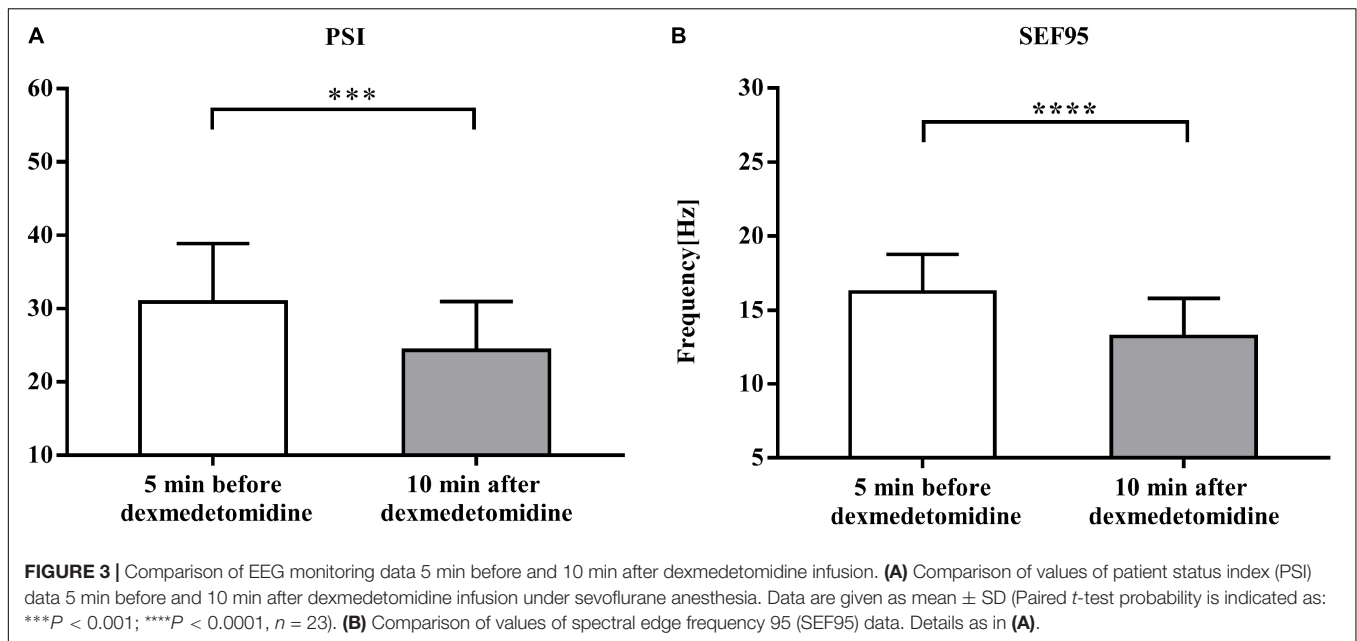 A
PSI
60
50
40
30
20
10
***
5 min before
dexmedetomidine
10 min after
dexmedetomidine
B
SEF95
Frequency[Hz]
30
25
20
15
10
5
****
5 min before
dexmedetomidine
10 min after
dexmedetomidine
FIGURE 3 | Comparison of EEG monitoring data 5 min before and 10 min after dexmedetomidine infusion. (A) Comparison of values of patient status index (PSI)
data 5 min before and 10 min after dexmedetomidine infusion under sevoflurane anesthesia. Data are given as mean ± SD (Paired t-test probability is indicated as:
***P < 0.001; ****P < 0.0001, n = 23). (B) Comparison of values of spectral edge frequency 95 (SEF95) data. Details as in (A).